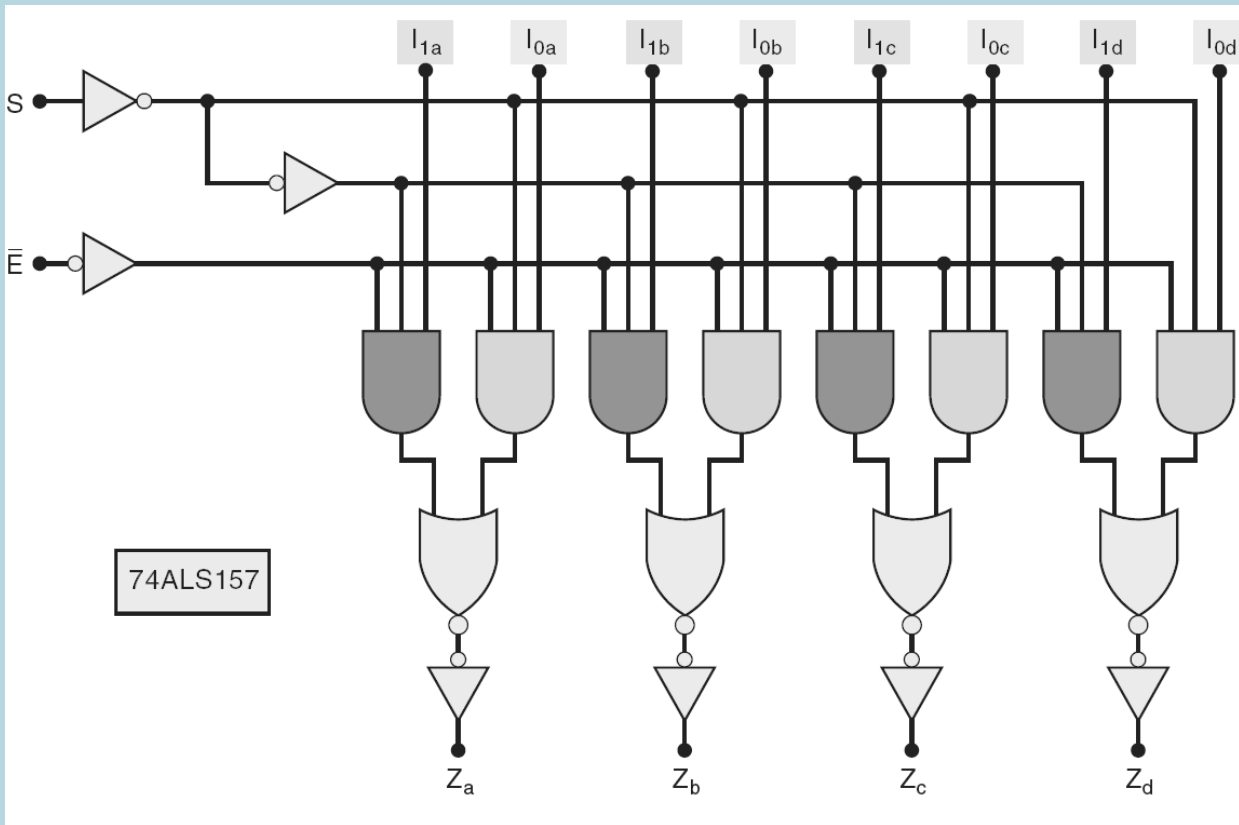 I1a I0a I1b I0b I1c I0c I1d I0d
S
E̅
74ALS157
Za Zb Zc Zd